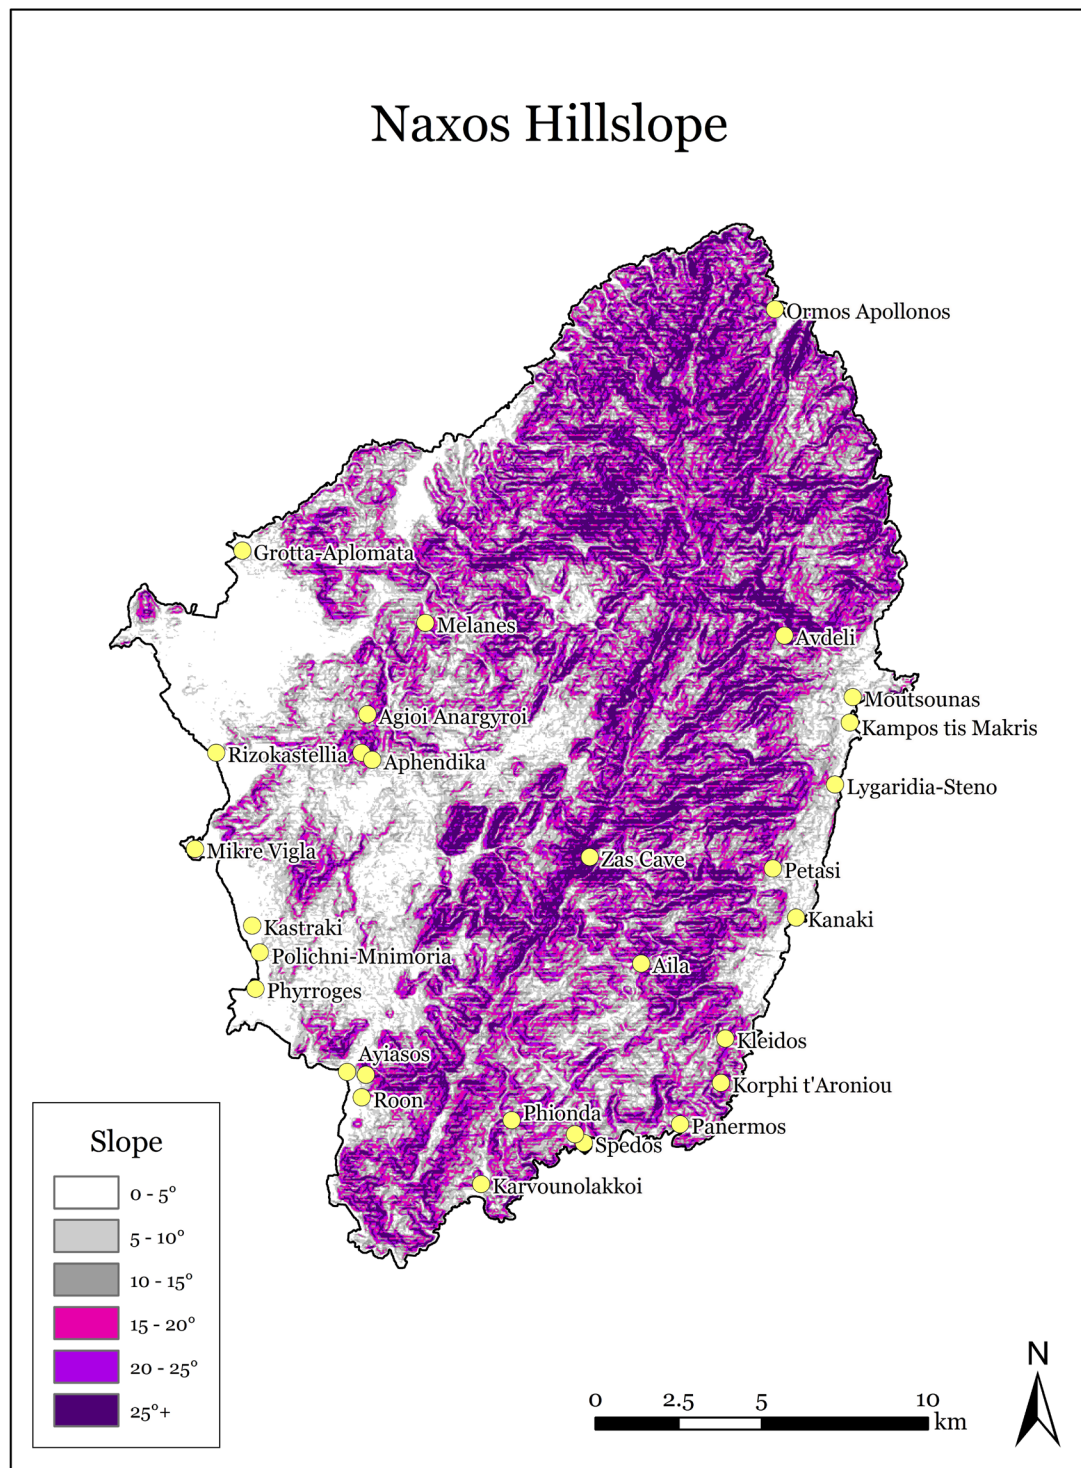 Naxos Hillslope
Ormos Apollonos
Grotta-Aplomata
Melanes
Avdeli
Moutsounas
Agioi Anargyroi
Kampos tis Makris
Rizokastellia
Aphendika
Lygaridia-Steno
Mikre Vigla
Zas Cave
Petasi
Kanaki
Kastraki
Polichni-Mnimoria
Aila
Phyrroges
Kleidos
Ayiasos
Korphi t'Aroniou
Roon
Phionda
Panermos
Spedos
Karvounolakkoi
Slope
0 - 5°
5 - 10°
10 - 15°
15 - 20°
20 - 25°
25°+
N
0 2.5 5 10
km